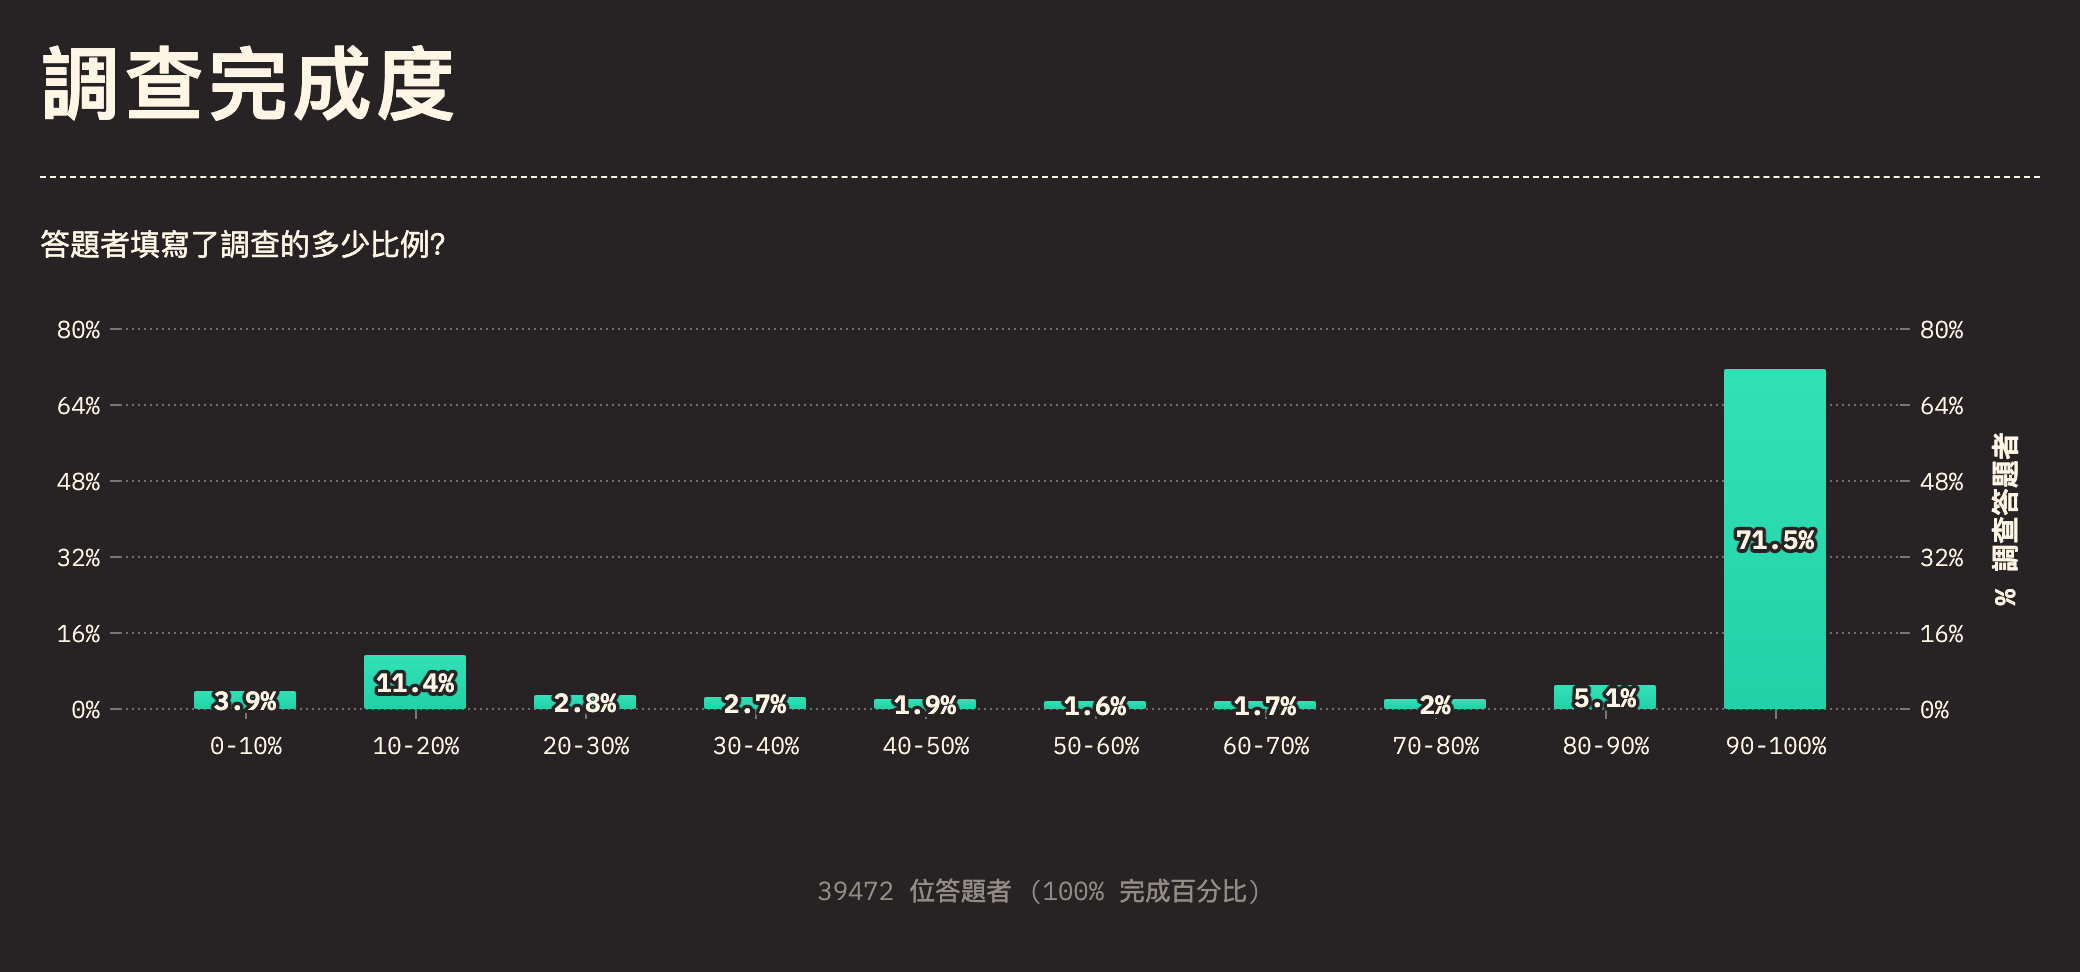 調查完成度
答題者填寫了調查的多少比例?
80% 80%
64% 64%
48% 48%
32% 32%
16% 16%
0% 0%
% 調查答題者
3.9% 11.4% 2.8% 2.7% 1.9% 1.6% 1.7% 2% 5.1% 71.5%
0-10% 10-20% 20-30% 30-40% 40-50% 50-60% 60-70% 70-80% 80-90% 90-100%
39472 位答題者 (100% 完成百分比)